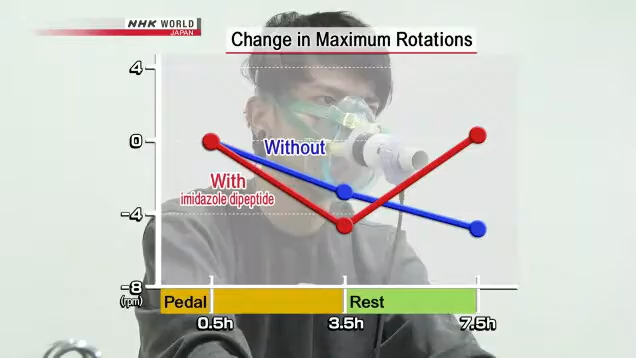 NHK WORLD
JAPAN
Change in Maximum Rotations
4
0
Without
With
imidazole dipeptide
-4
-8
(rpm)
Pedal
Rest
0.5h
3.5h
7.5h